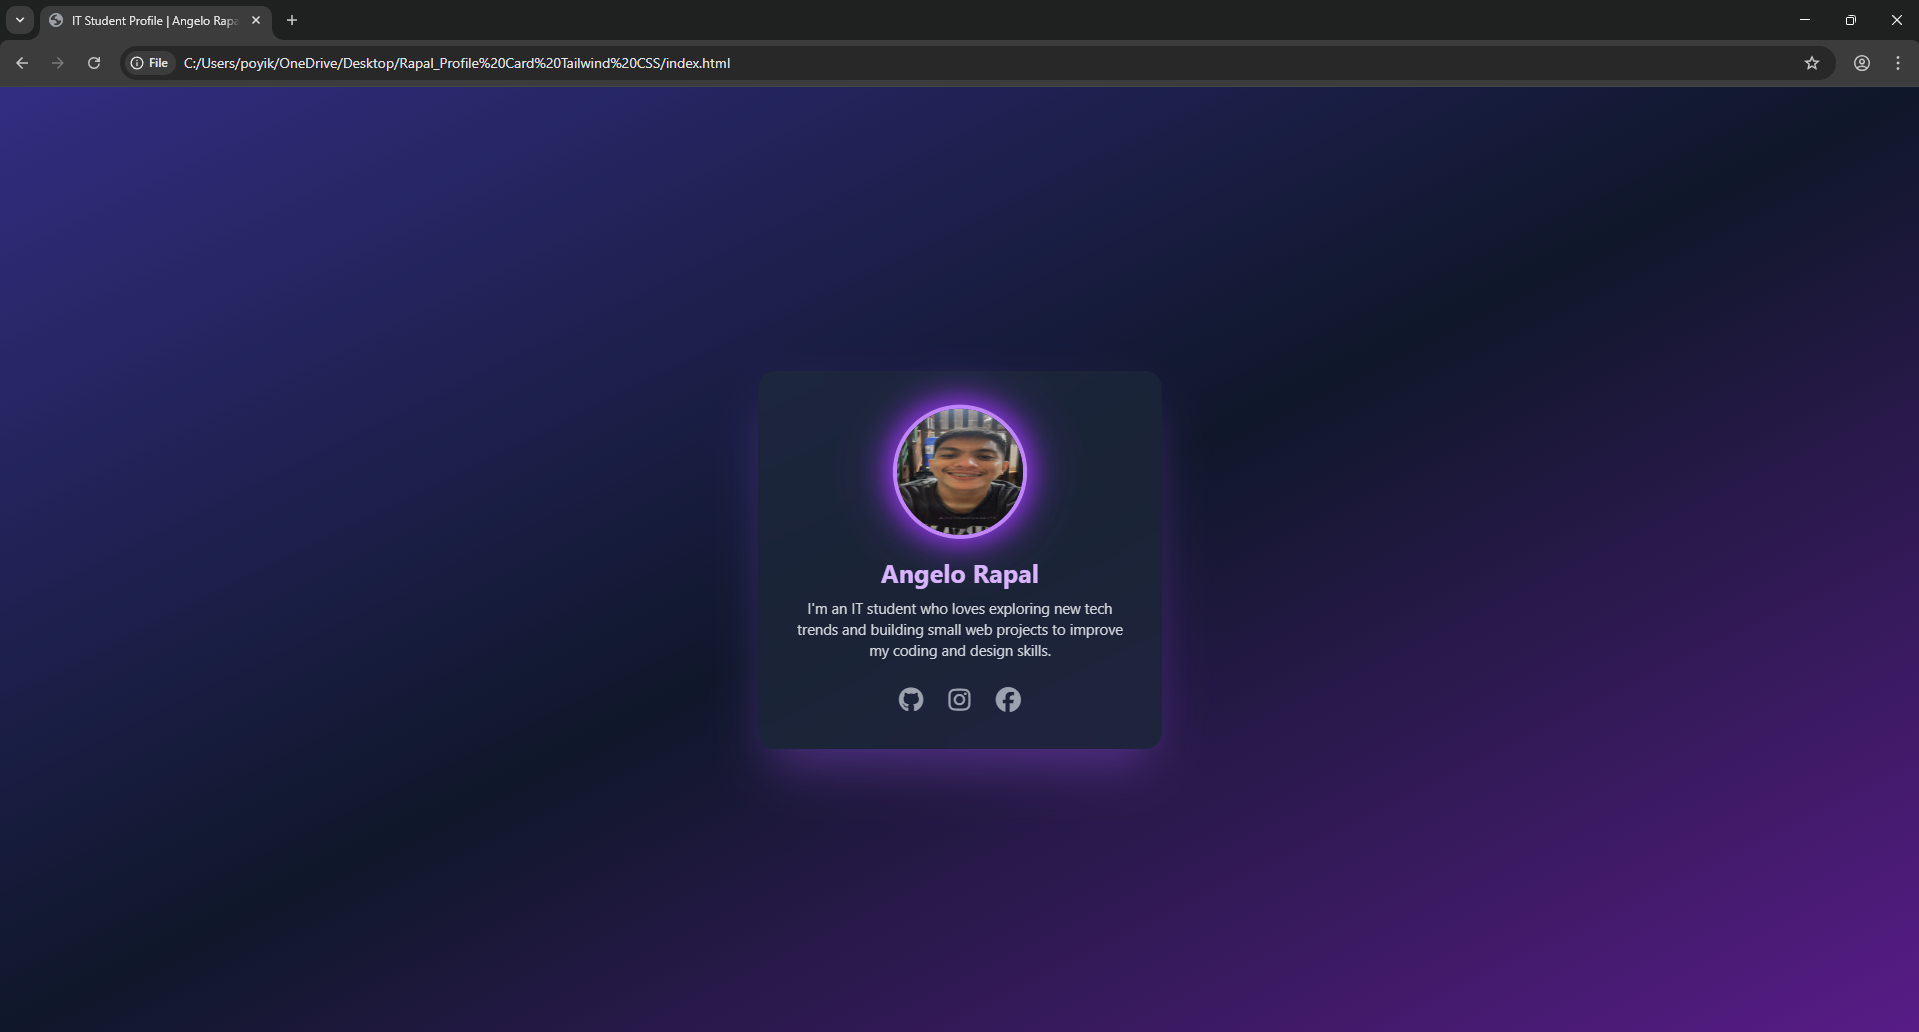 IT Student Profile | Angelo Rapa
File
C:/Users/poyik/OneDrive/Desktop/Rapal_Profile%20Card%20Tailwind%20CSS/index.html
Angelo Rapal
I'm an IT student who loves exploring new tech
trends and building small web projects to improve
my coding and design skills.